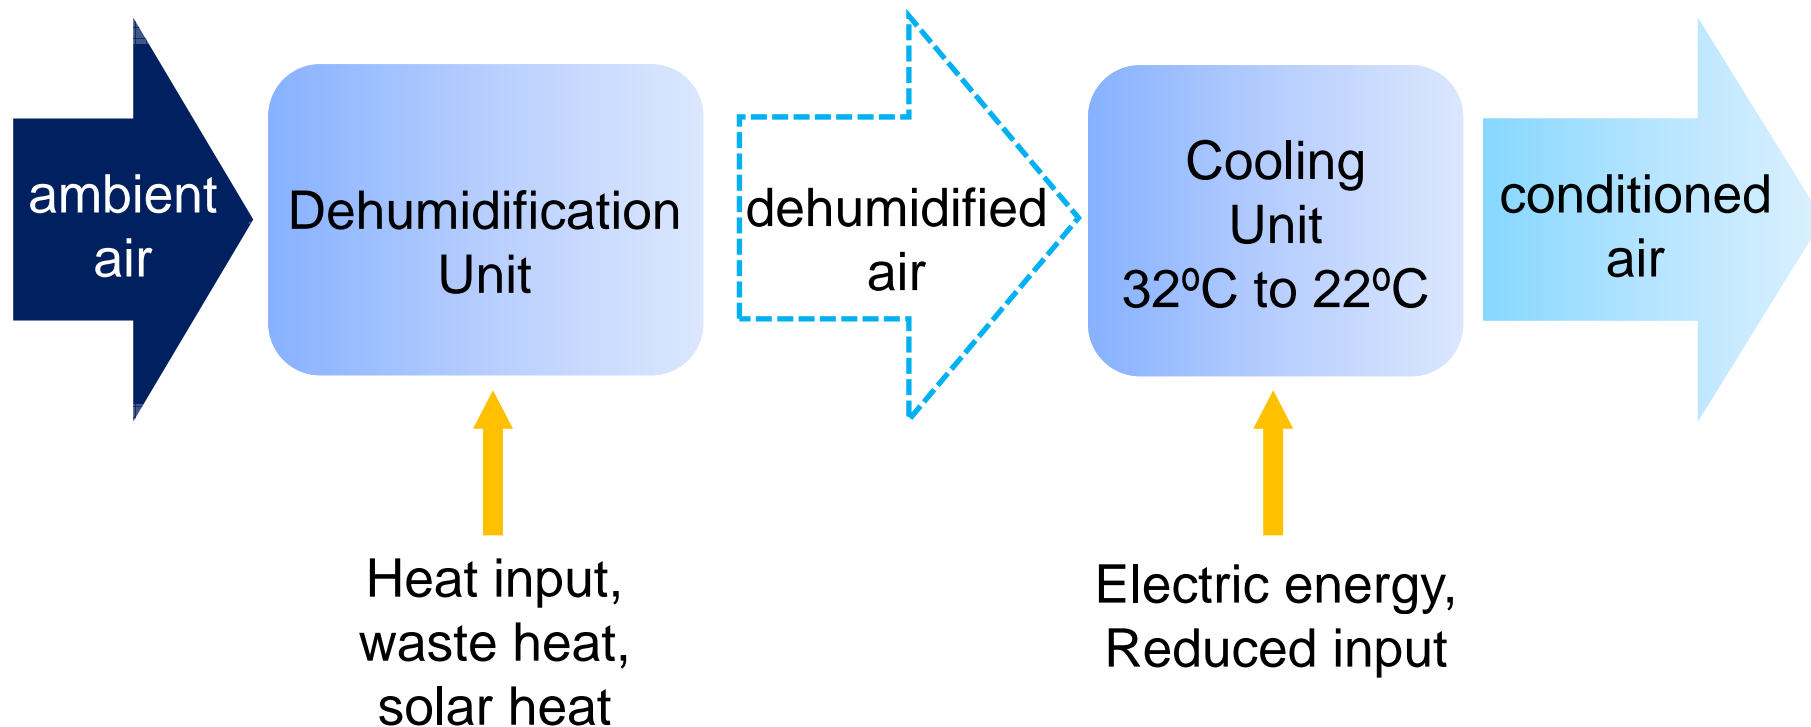 ambient
air
Dehumidification
Unit
dehumidified
air
Cooling
Unit
32ºC to 22ºC
conditioned
air
Heat input,
waste heat,
solar heat
Electric energy,
Reduced input